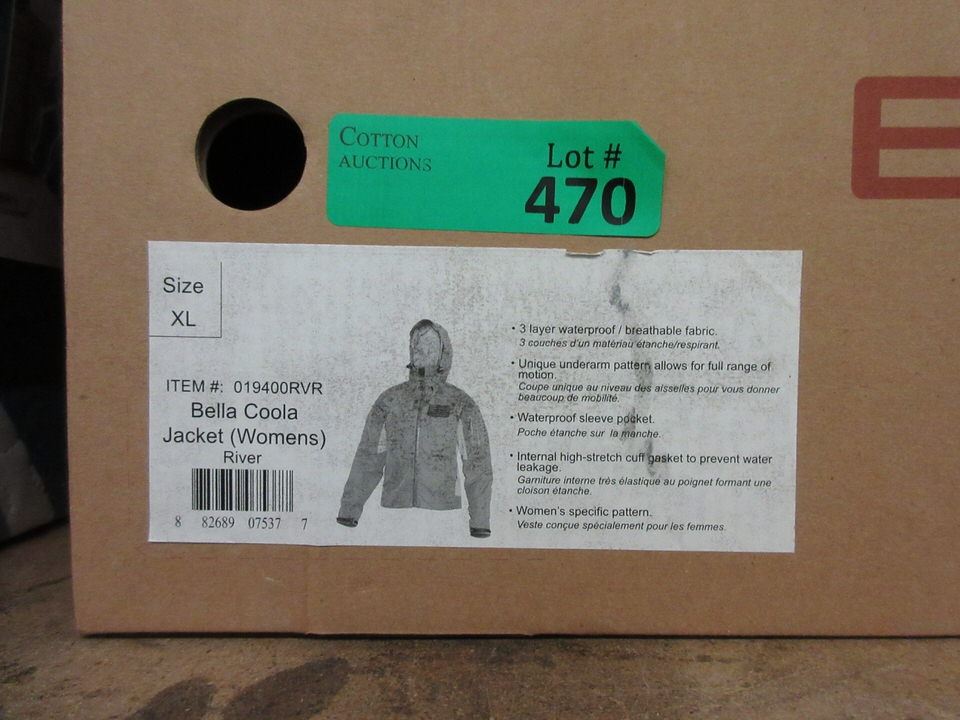 COTTON
AUCTIONS
Lot #
470
Size
XL
ITEM #: 019400RVR
Bella Coola
Jacket (Womens)
River
8 82689 07537 7
• 3 layer waterproof / breathable fabric.
3 couches d'un matériau étanche/respirant.
• Unique underarm pattern allows for full range of
motion.
Coupe unique au niveau des aisselles pour vous donner
beaucoup de mobilité.
• Waterproof sleeve pocket.
Poche étanche sur la manche.
• Internal high-stretch cuff gasket to prevent water
leakage.
Garniture interne très élastique au poignet formant une
cloison étanche.
• Women's specific pattern.
Veste conçue spécialement pour les femmes.